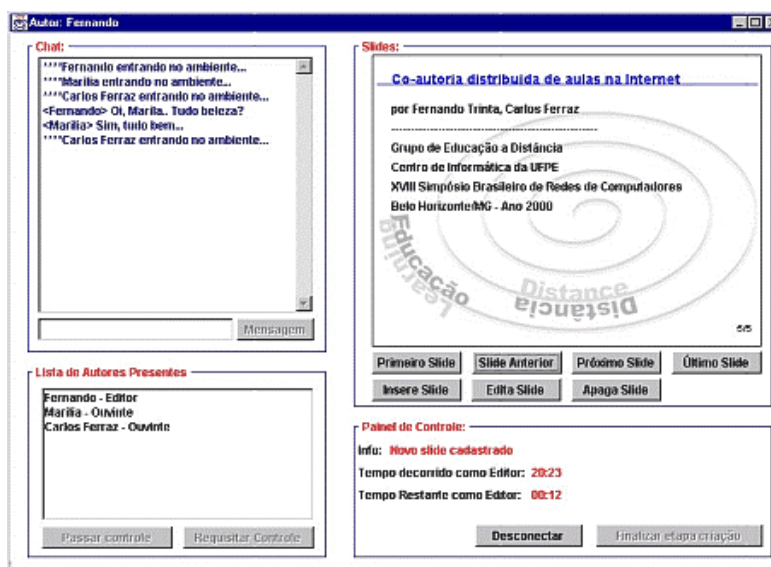 Autor: Fernando
Chat:
****Fernando entrando no ambiente...
****Marilia entrando no ambiente...
****Carlos Ferraz entrando no ambiente...
<Fernando> Oi, Marila.. Tudo beleza?
<Marilia> Sim, tudo bem...
****Carlos Ferraz entrando no ambiente...
Mensagem
Lista de Autores Presentes
Fernando - Editor
Marilia - Ouvinte
Carlos Ferraz - Ouvinte
Passar controle
Requisitar Controle
Slides:
Co-autoria distribuida de aulas na Internet
por Fernando Trinta, Carlos Ferraz
Grupo de Educação a Distância
Centro de Informática da UFPE
XVIII Simpósio Brasileiro de Redes de Computadores
Belo Horizonte/MG - Ano 2000
Educação
Learning
Distance
Distância
5/5
Primeiro Slide
Slide Anterior
Próximo Slide
Último Slide
Insere Slide
Edita Slide
Apaga Slide
Painel de Controle:
Info: Novo slide cadastrado
Tempo decorrido como Editor: 20:23
Tempo Restante como Editor: 00:12
Desconectar
Finalizar etapa criação